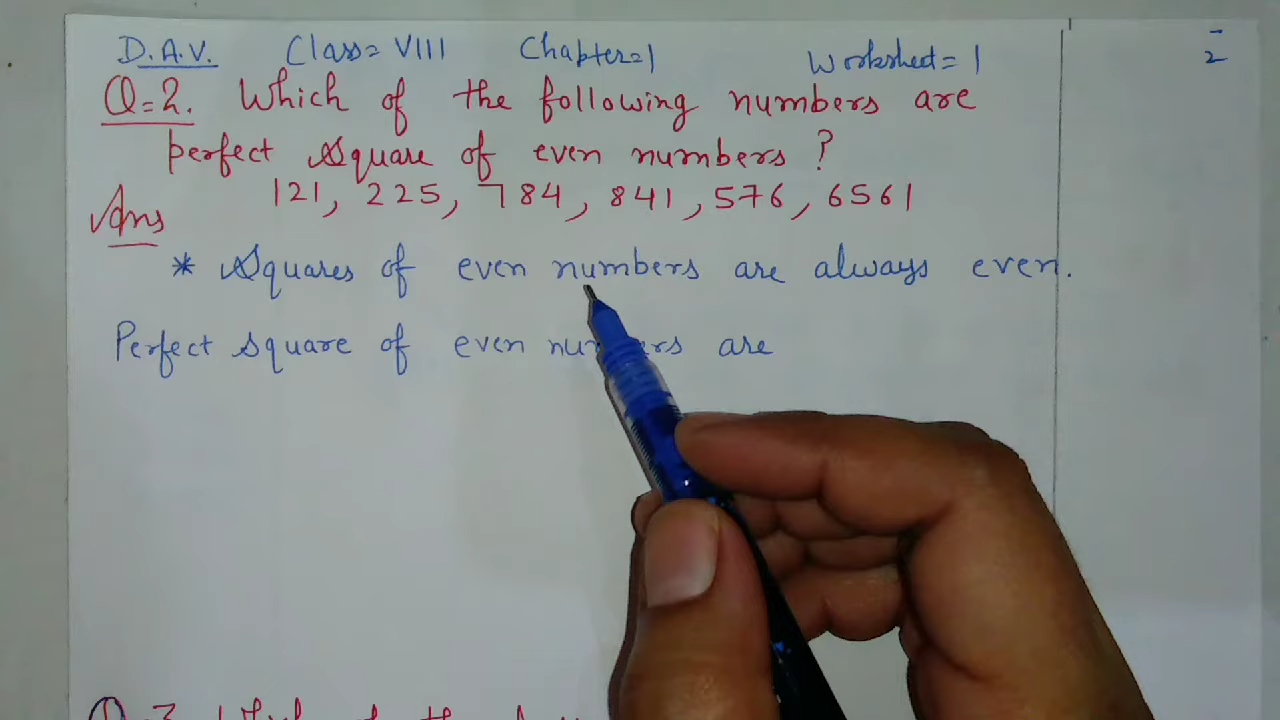 D.A.V. Class= VIII Chapter=1 Worksheet=1 2
Q=2. Which of the following numbers are
perfect square of even numbers ?
121, 225, 784, 841, 576, 6561
Ans
* Squares of even numbers are always even.
Perfect square of even numbers are